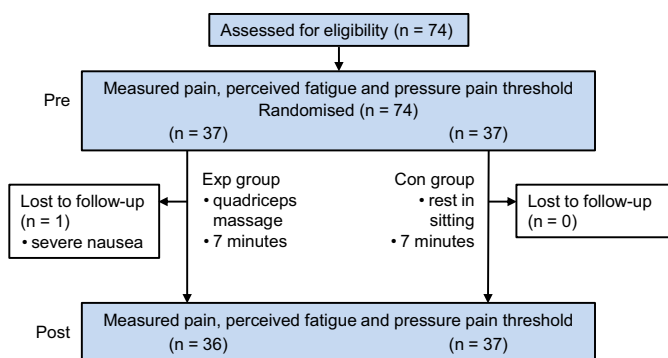 Assessed for eligibility (n = 74)
Pre
Measured pain, perceived fatigue and pressure pain threshold
Randomised (n = 74)
(n = 37)
(n = 37)
Lost to follow-up
(n = 1)
• severe nausea
Exp group
• quadriceps
massage
• 7 minutes
Con group
• rest in
sitting
• 7 minutes
Lost to follow-up
(n = 0)
Post
Measured pain, perceived fatigue and pressure pain threshold
(n = 36)
(n = 37)